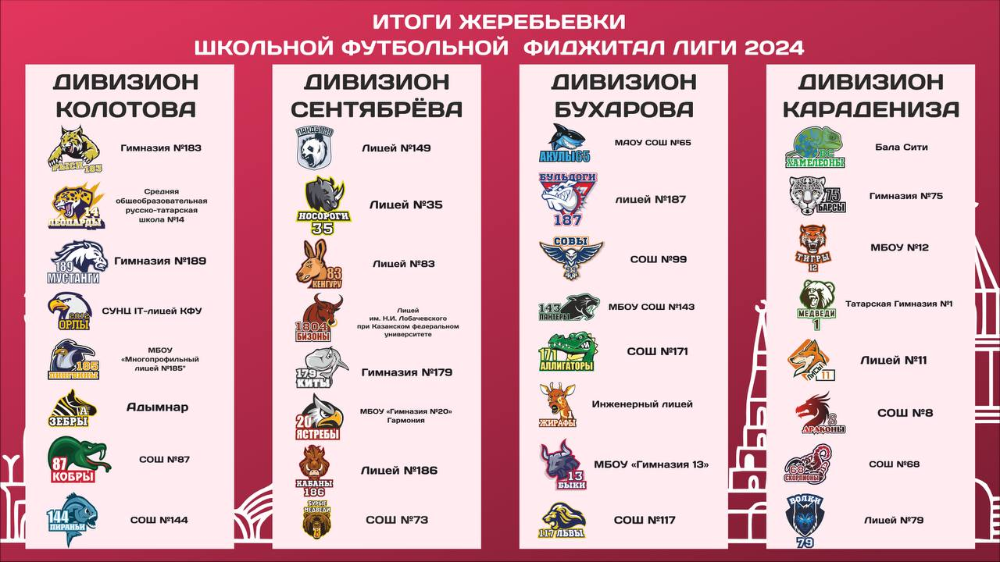 ИТОГИ ЖЕРЕБЬЕВКИ
ШКОЛЬНОЙ ФУТБОЛЬНОЙ ФИДЖИТАЛ ЛИГИ 2024
ДИВИЗИОН
КОЛОТОВА
РЫСИ 183
Гимназия №183
14
ЛЕОПАРДЫ
Средняя
общеобразовательная
русско-татарская
школа №14
189
МУСТАНГИ
Гимназия №189
2012
ОРЛЫ
СУНЦ IT-лицей КФУ
185
ПИНГВИНЫ
МБОУ
«Многопрофильный
лицей №185"
А
ЗЕБРЫ
Адымнар
87
КОБРЫ
СОШ №87
144
ПИРАНЬИ
СОШ №144
ДИВИЗИОН
СЕНТЯБРЁВА
ПАНДЫ
Лицей №149
НОСОРОГИ
35
Лицей №35
83
КЕНГУРУ
Лицей №83
1804
БИЗОНЫ
Лицей
им. Н.И. Лобачевского
при Казанском федеральном
университете
179
КИТЫ
Гимназия №179
20
ЯСТРЕБЫ
МБОУ «Гимназия №20»
Гармония
КАБАНЫ
186
Лицей №186
БУРЫЕ
МЕДВЕДИ
73
СОШ №73
ДИВИЗИОН
БУХАРОВА
АКУЛЫ 65
МАОУ СОШ №65
БУЛЬДОГИ
187
лицей №187
СОВЫ
99
СОШ №99
143
ПАНТЕРЫ
МБОУ СОШ №143
171
АЛЛИГАТОРЫ
СОШ №171
ЖИРАФЫ
Инженерный лицей
13
БЫКИ
МБОУ «Гимназия 13»
117 ЛЬВЫ
СОШ №117
ДИВИЗИОН
КАРАДЕНИЗА
БС
ХАМЕЛЕОНЫ
Бала Сити
75
БАРСЫ
Гимназия №75
ТИГРЫ
12
МБОУ №12
МЕДВЕДИ
1
Татарская Гимназия №1
ЛИСЫ 11
Лицей №11
8
ДРАКОНЫ
СОШ №8
68
СКОРПИОНЫ
СОШ №68
ВОЛКИ
79
Лицей №79